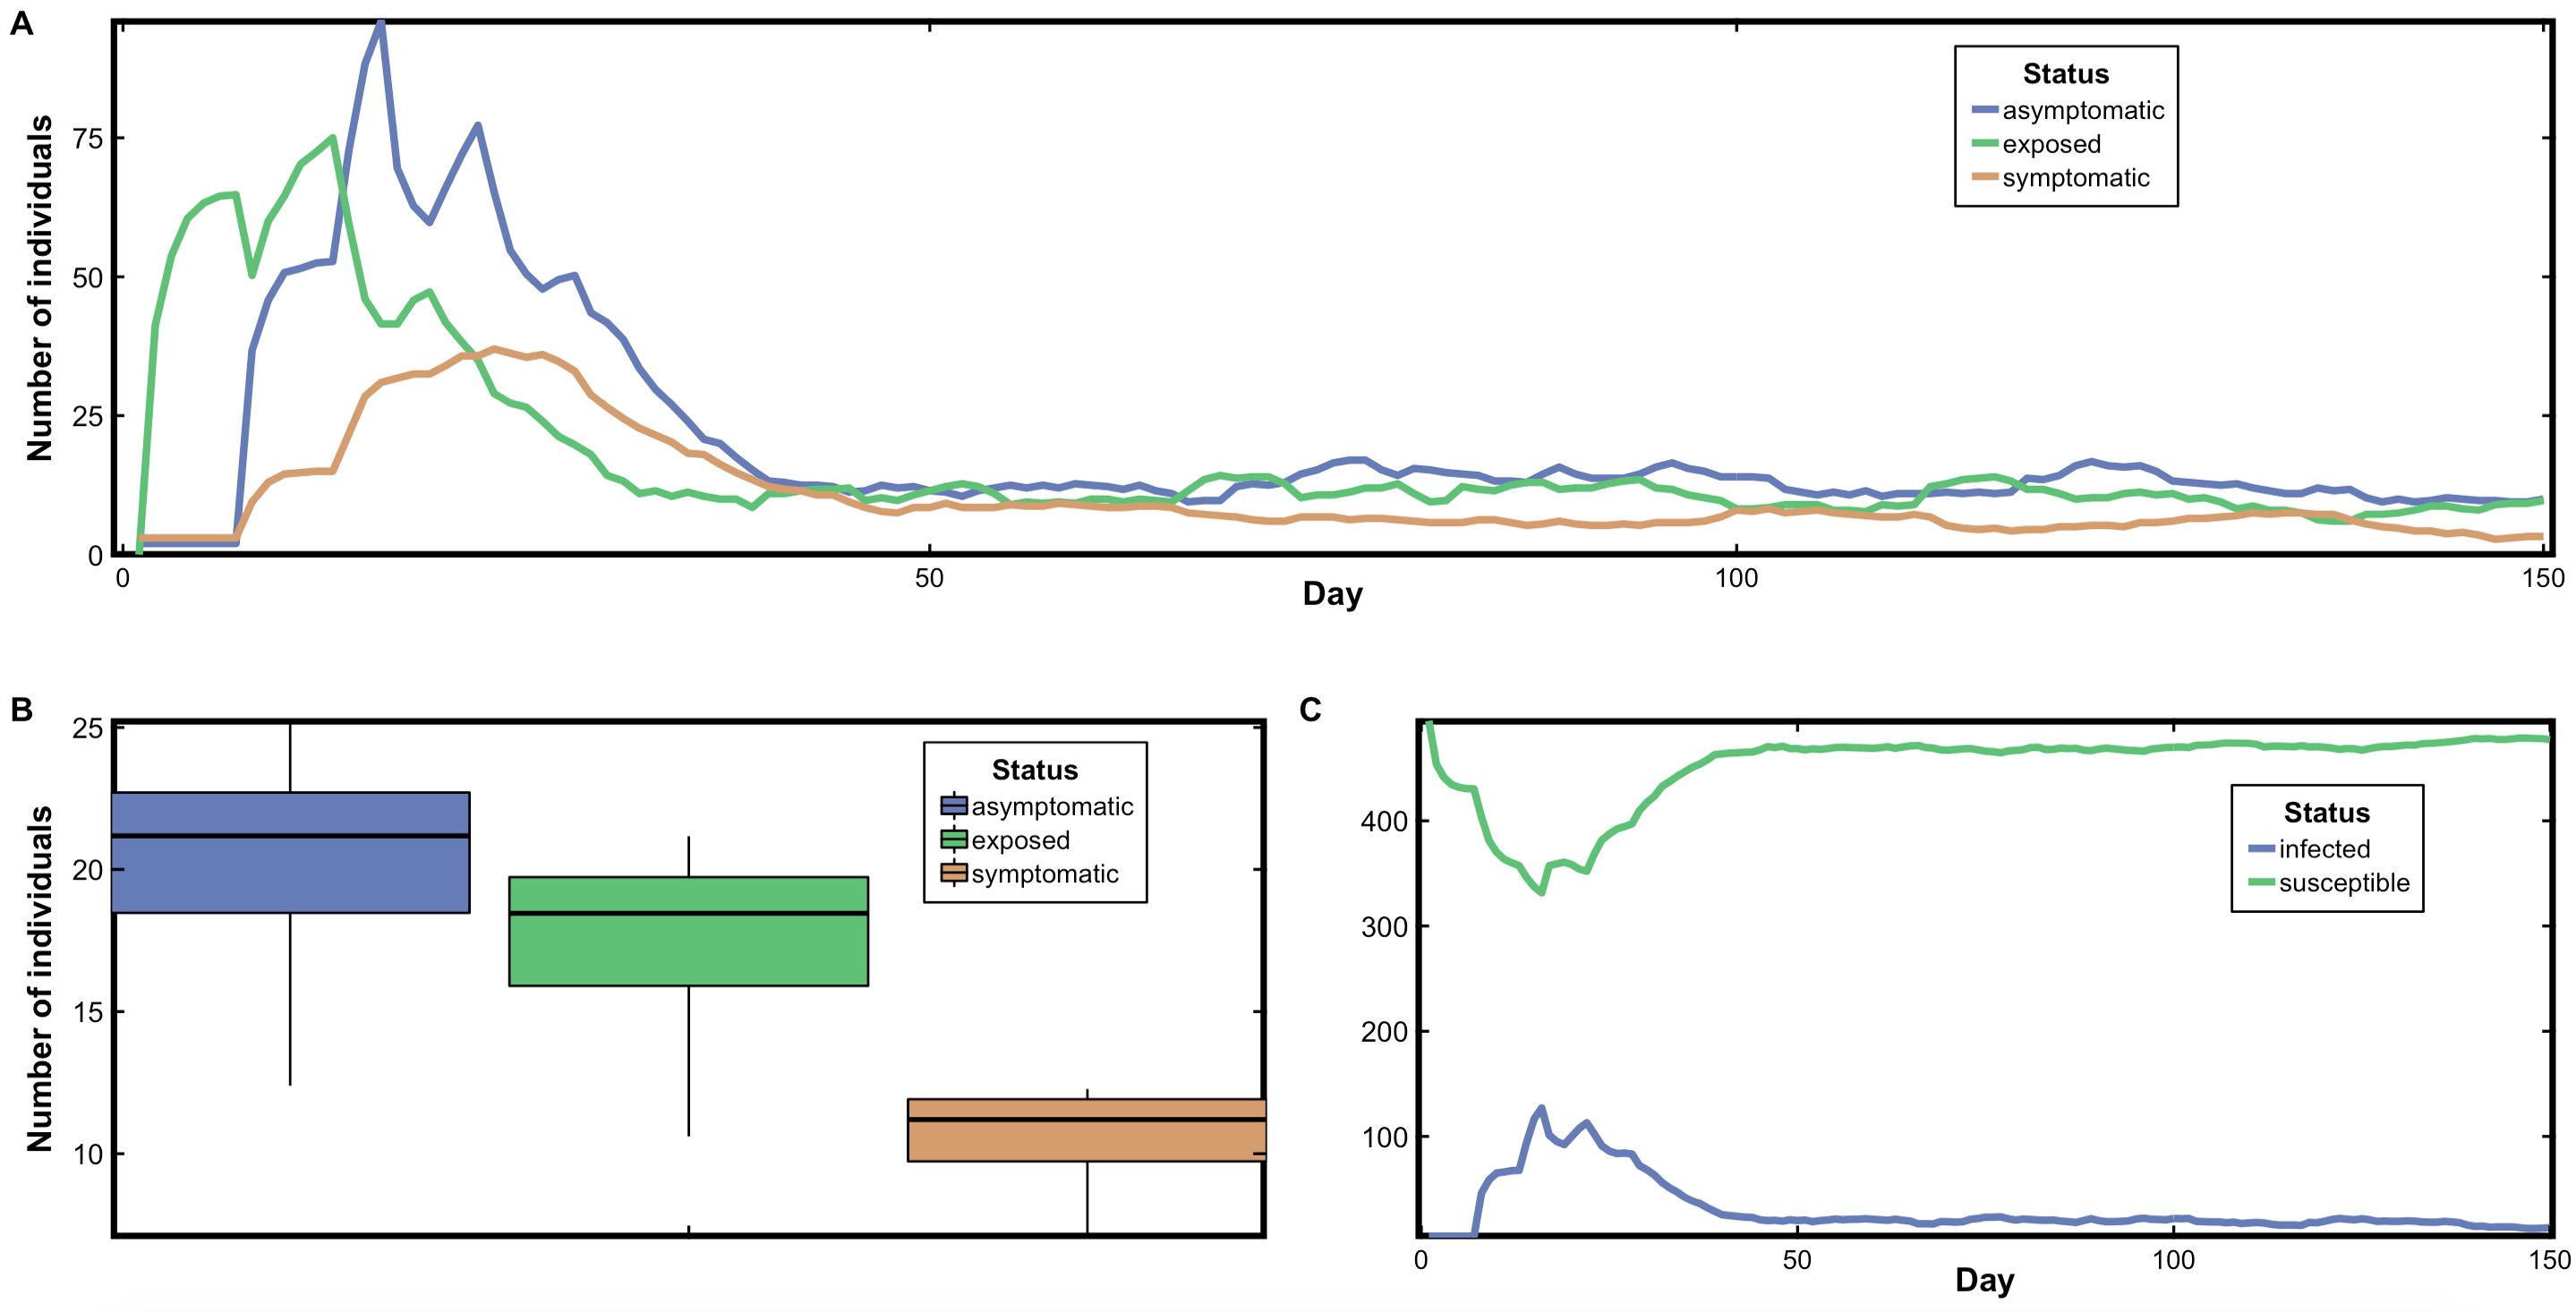 A
Number of individuals
75
50
25
0
0 50 100 150
Day
Status
asymptomatic
exposed
symptomatic
B
Number of individuals
25
20
15
10
Status
asymptomatic
exposed
symptomatic
C
400
300
200
100
0 50 100 150
Day
Status
infected
susceptible